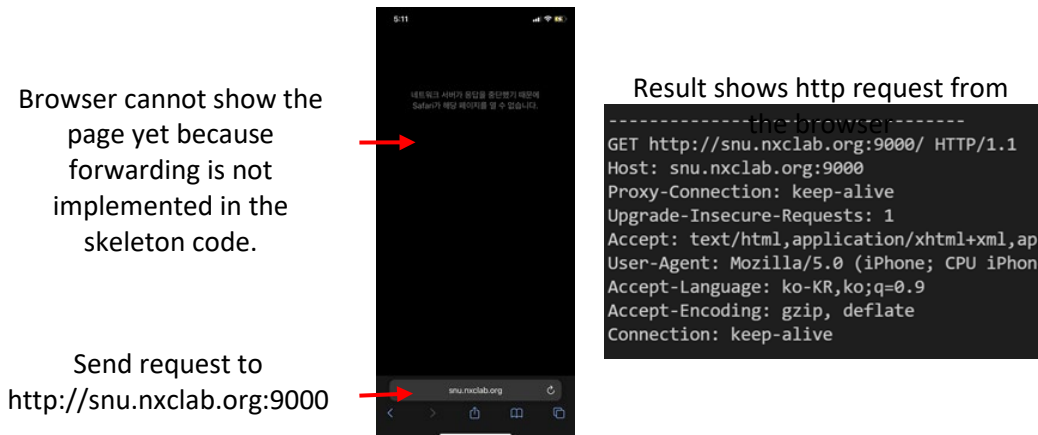 Browser cannot show the
page yet because
forwarding is not
implemented in the
skeleton code.
Send request to
http://snu.nxclab.org:9000
5:11
네트워크 서버가 응답을 중단했기 때문에
Safari가 해당 페이지를 열 수 없습니다.
snu.nxclab.org
Result shows http request from
the browser
------------------------------------
GET http://snu.nxclab.org:9000/ HTTP/1.1
Host: snu.nxclab.org:9000
Proxy-Connection: keep-alive
Upgrade-Insecure-Requests: 1
Accept: text/html,application/xhtml+xml,ap
User-Agent: Mozilla/5.0 (iPhone; CPU iPhon
Accept-Language: ko-KR,ko;q=0.9
Accept-Encoding: gzip, deflate
Connection: keep-alive